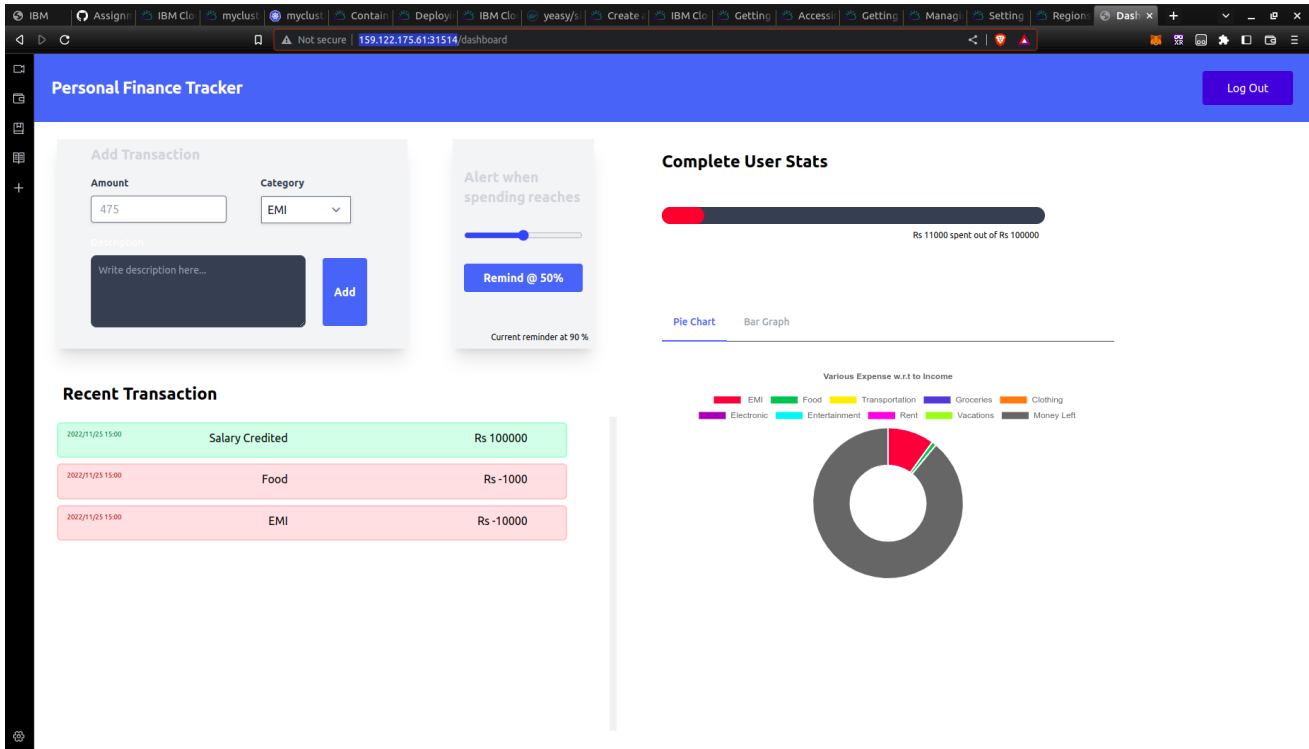 IBM
Assignm
IBM Clo
myclust
myclust
Contain
Deployi
IBM Clo
yeasy/si
Create a
IBM Clo
Getting
Accessi
Getting
Managi
Setting
Regions
Dash
Not secure | 159.122.175.61:31514/dashboard
Personal Finance Tracker
Log Out
Add Transaction
Amount
Category
475
EMI
Description
Write description here...
Add
Alert when
spending reaches
Remind @ 50%
Current reminder at 90 %
Complete User Stats
Rs 11000 spent out of Rs 100000
Pie Chart
Bar Graph
Various Expense w.r.t to Income
EMI Food Transportation Groceries Clothing
Electronic Entertainment Rent Vacations Money Left
Recent Transaction
2022/11/25 15:00 Salary Credited Rs 100000
2022/11/25 15:00 Food Rs -1000
2022/11/25 15:00 EMI Rs -10000